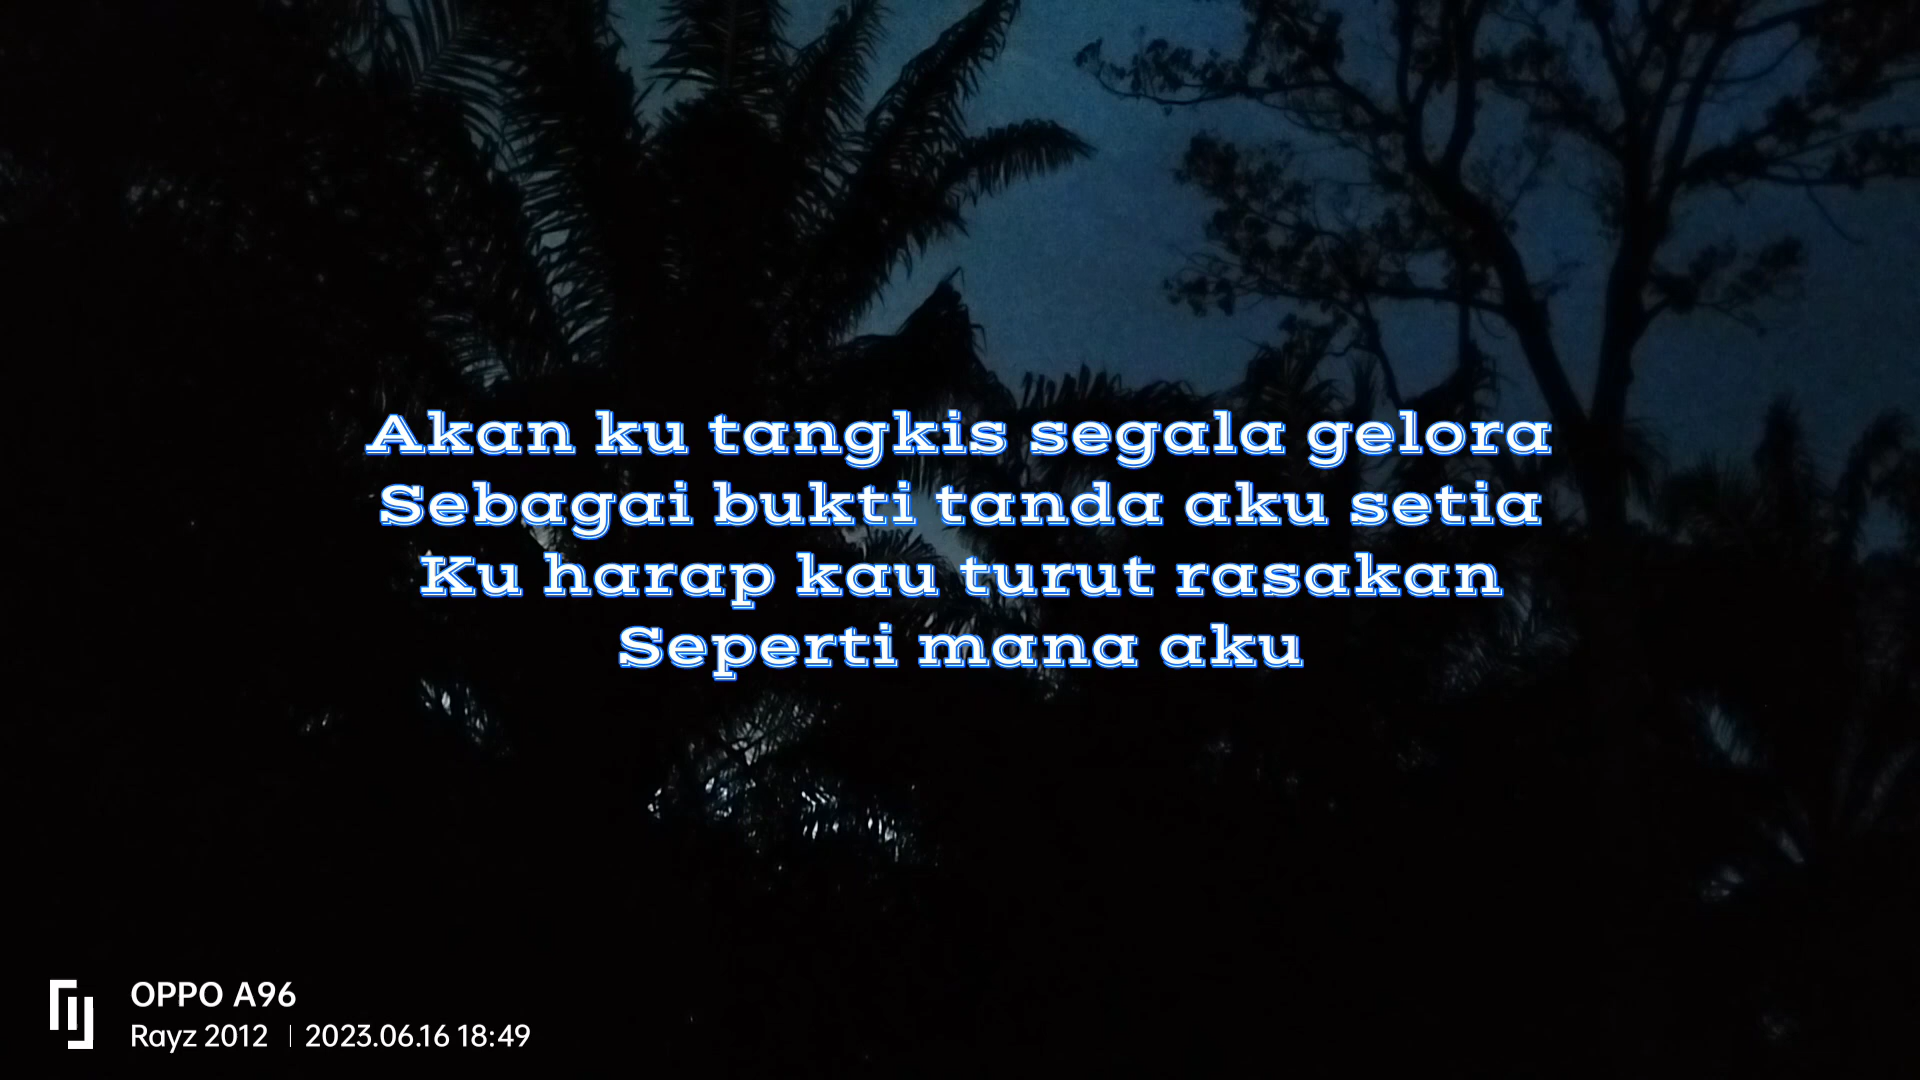 Akan ku tangkis segala gelora
Sebagai bukti tanda aku setia
Ku harap kau turut rasakan
Seperti mana aku
OPPO A96
Rayz 2012 | 2023.06.16 18:49